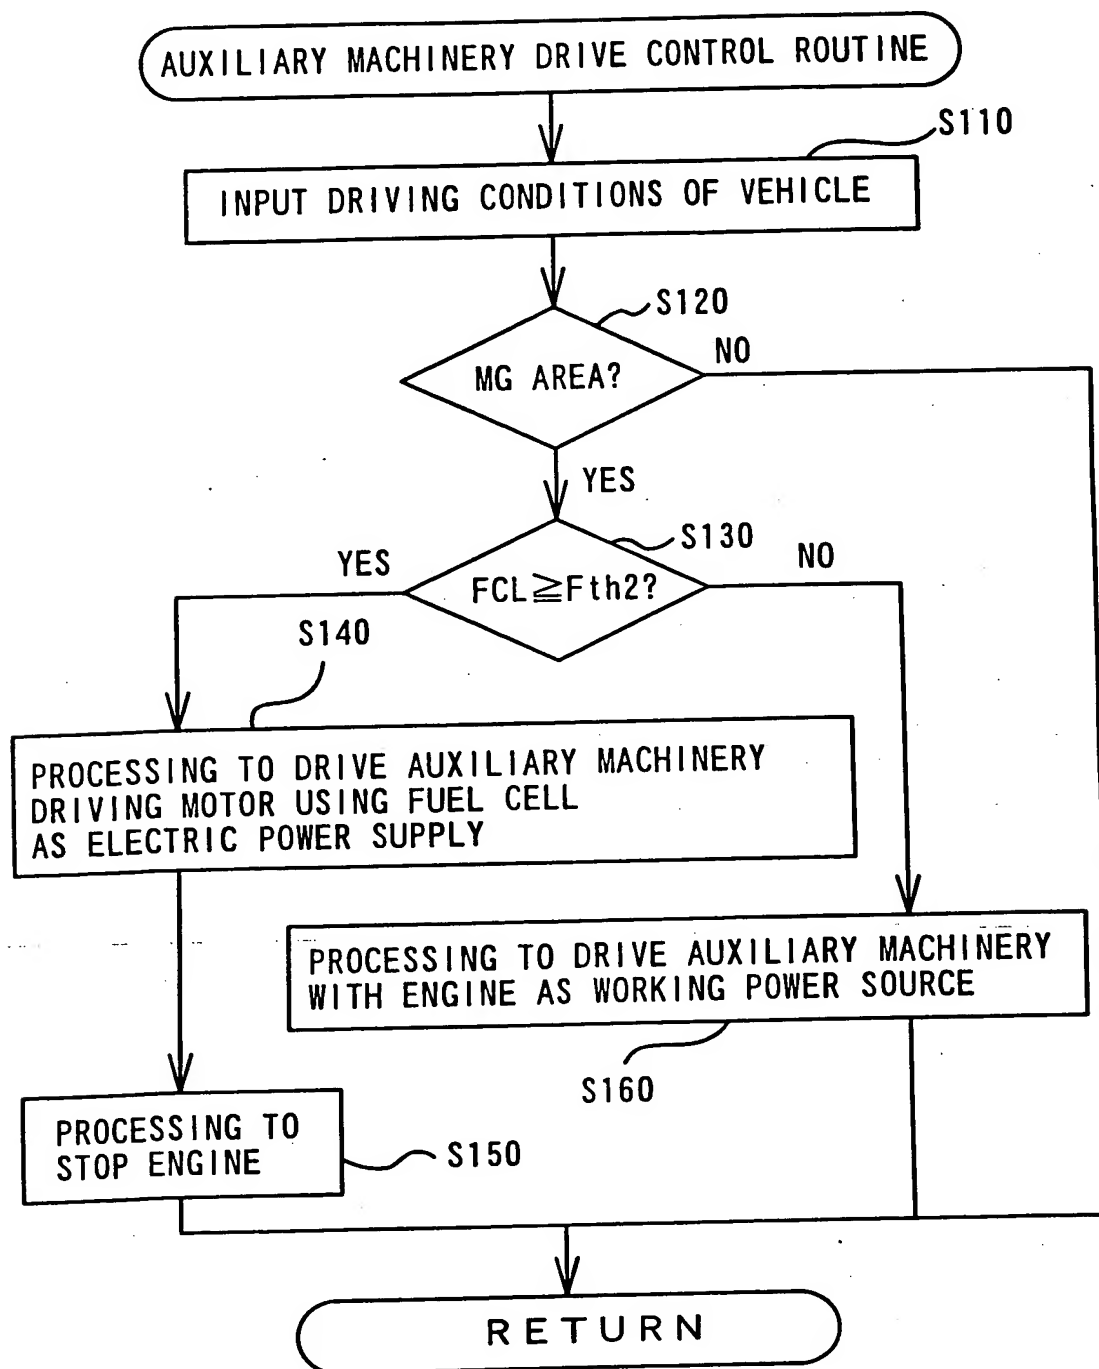 AUXILIARY MACHINERY DRIVE CONTROL ROUTINE
S110
INPUT DRIVING CONDITIONS OF VEHICLE
S120
MG AREA?
NO
YES
S130
YES
NO
FCL≧Fth2?
S140
PROCESSING TO DRIVE AUXILIARY MACHINERY
DRIVING MOTOR USING FUEL CELL
AS ELECTRIC POWER SUPPLY
PROCESSING TO DRIVE AUXILIARY MACHINERY
WITH ENGINE AS WORKING POWER SOURCE
S160
PROCESSING TO
STOP ENGINE
S150
RETURN